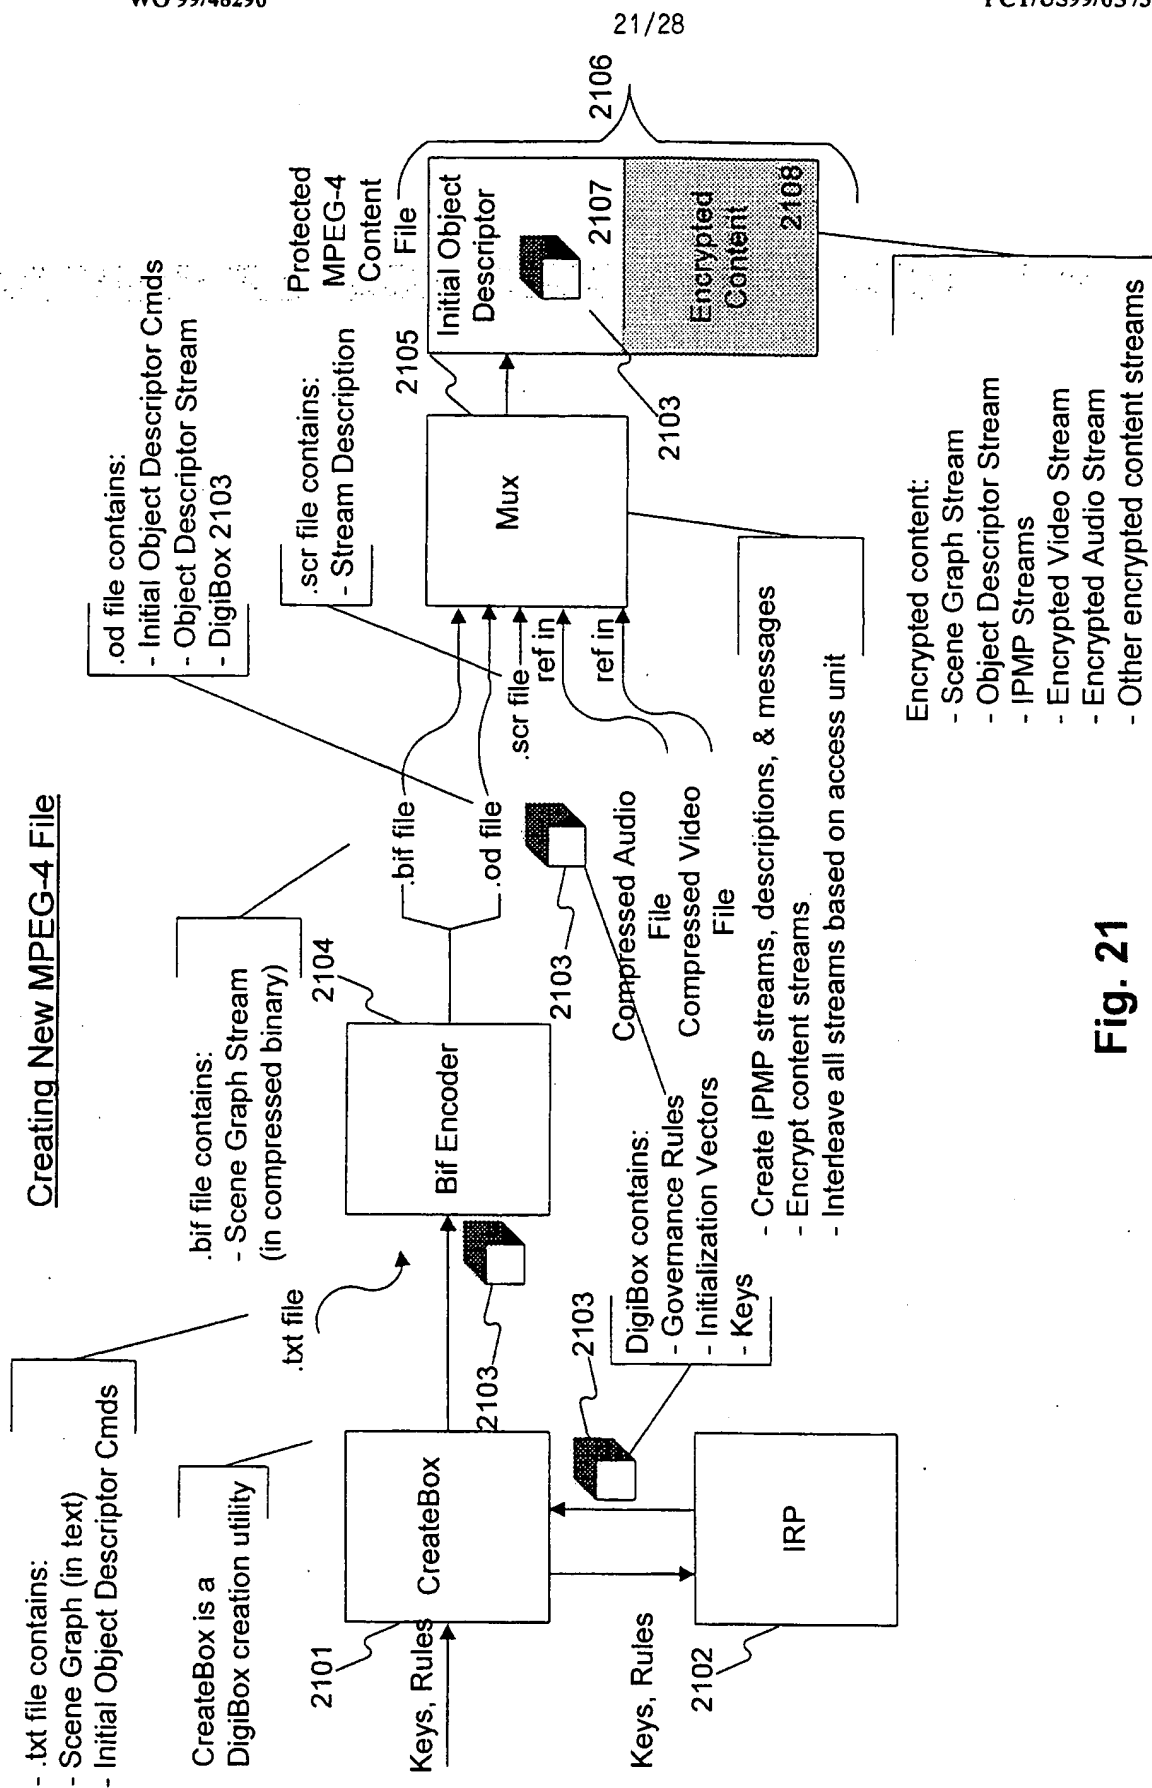 WO 99/48296
21/28
Creating New MPEG-4 File
- .txt file contains:
- Scene Graph (in text)
- Initial Object Descriptor Cmds
CreateBox is a
DigiBox creation utility
2101
Keys, Rules
CreateBox
Keys, Rules
2102
IRP
2103
DigiBox contains:
- Governance Rules
- Initialization Vectors
- Keys
.txt file
2103
.bif file contains:
- Scene Graph Stream
(in compressed binary)
2104
Bif Encoder
.bif file
.od file
2103
.od file contains:
- Initial Object Descriptor Cmds
- Object Descriptor Stream
- DigiBox 2103
.scr file contains:
- Stream Description
.scr file
ref in
ref in
Compressed Audio
File
Compressed Video
File
Mux
- Create IPMP streams, descriptions, & messages
- Encrypt content streams
- Interleave all streams based on access unit
2105
Protected
MPEG-4
Content
File
2106
Initial Object
Descriptor
2107
2103
Encrypted
Content
2108
Encrypted content:
- Scene Graph Stream
- Object Descriptor Stream
- IPMP Streams
- Encrypted Video Stream
- Encrypted Audio Stream
- Other encrypted content streams
Fig. 21